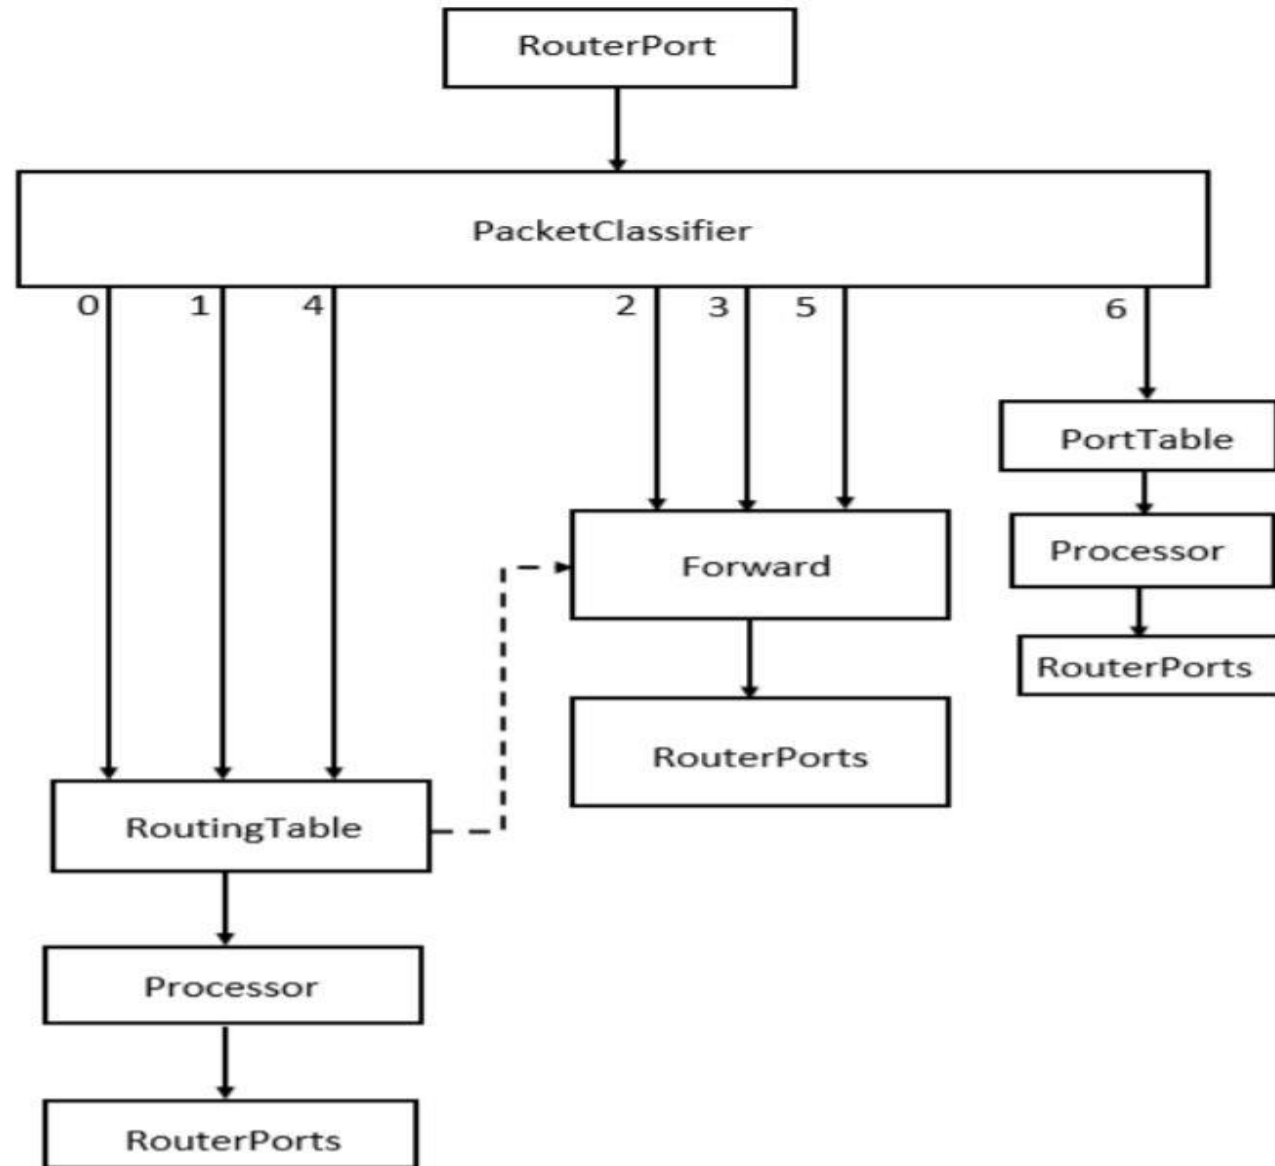 RouterPort
PacketClassifier
0 1 4 2 3 5 6
PortTable
Processor
Forward
RouterPorts
RouterPorts
RoutingTable
Processor
RouterPorts